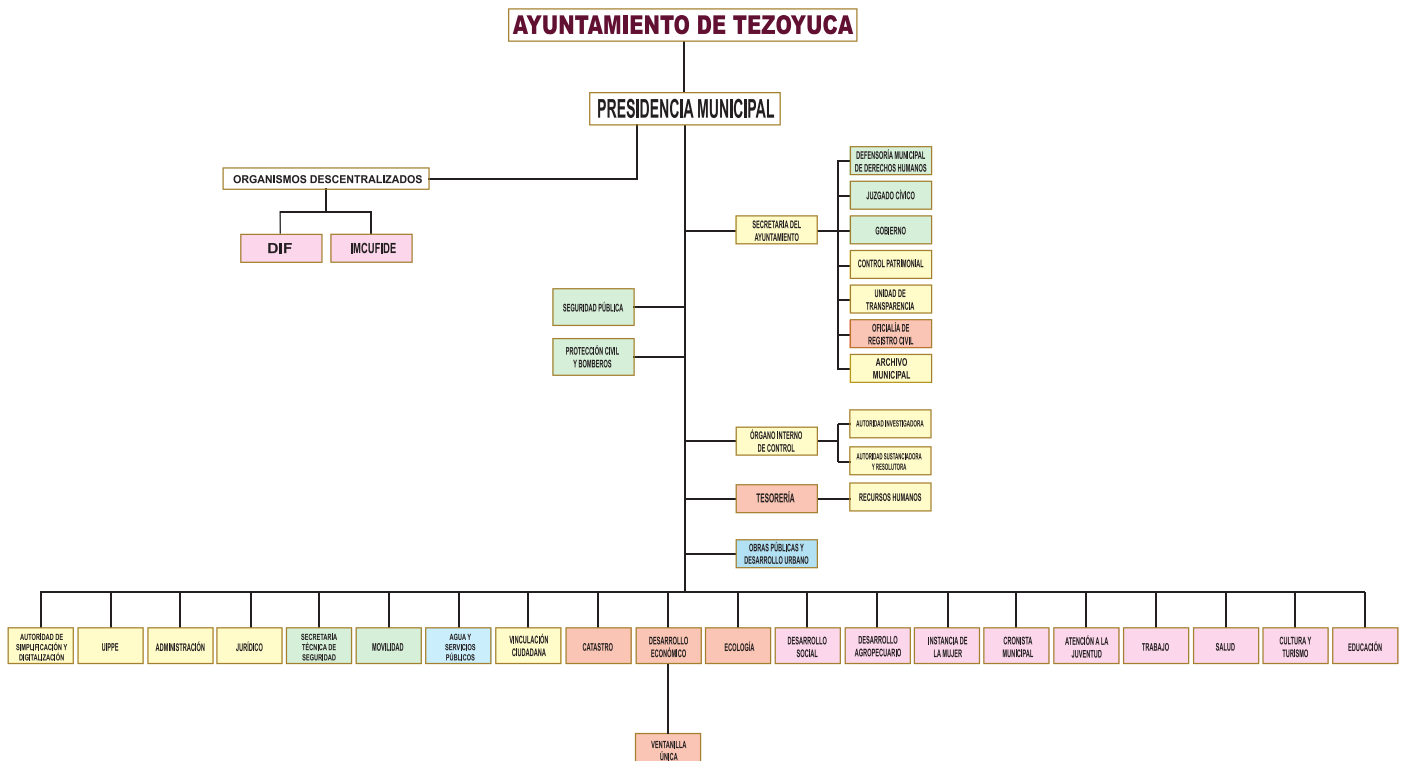 AYUNTAMIENTO DE TEZOYUCA
PRESIDENCIA MUNICIPAL
ORGANISMOS DESCENTRALIZADOS
DIF
IMCUFIDE
DEFENSORÍA MUNICIPAL
DE DERECHOS HUMANOS
JUZGADO CÍVICO
SECRETARÍA DEL
AYUNTAMIENTO
GOBIERNO
CONTROL PATRIMONIAL
UNIDAD DE
TRANSPARENCIA
OFICIALÍA DE
REGISTRO CIVIL
ARCHIVO
MUNICIPAL
SEGURIDAD PÚBLICA
PROTECCIÓN CIVIL
Y BOMBEROS
ÓRGANO INTERNO
DE CONTROL
AUTORIDAD INVESTIGADORA
AUTORIDAD SUSTANCIADORA
Y RESOLUTORA
TESORERÍA
RECURSOS HUMANOS
OBRAS PÚBLICAS Y
DESARROLLO URBANO
AUTORIDAD DE
SIMPLIFICACIÓN Y
DIGITALIZACIÓN
UIPPE
ADMINISTRACIÓN
JURÍDICO
SECRETARÍA
TÉCNICA DE
SEGURIDAD
MOVILIDAD
AGUA Y
SERVICIOS
PÚBLICOS
VINCULACIÓN
CIUDADANA
CATASTRO
DESARROLLO
ECONÓMICO
ECOLOGÍA
DESARROLLO
SOCIAL
DESARROLLO
AGROPECUARIO
INSTANCIA DE
LA MUJER
CRONISTA
MUNICIPAL
ATENCIÓN A LA
JUVENTUD
TRABAJO
SALUD
CULTURA Y
TURISMO
EDUCACIÓN
VENTANILLA
ÚNICA